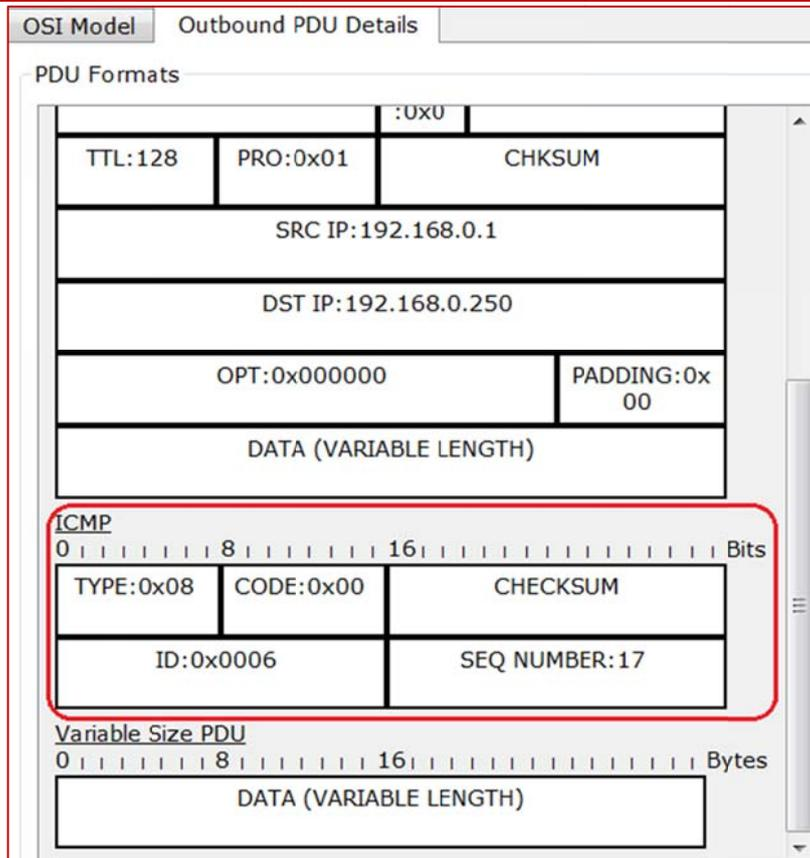 OSI Model Outbound PDU Details
PDU Formats
:0x0
TTL:128 PRO:0x01 CHKSUM
SRC IP:192.168.0.1
DST IP:192.168.0.250
OPT:0x000000 PADDING:0x
00
DATA (VARIABLE LENGTH)
ICMP
0 8 16 Bits
TYPE:0x08 CODE:0x00 CHECKSUM
ID:0x0006 SEQ NUMBER:17
Variable Size PDU
0 8 16 Bytes
DATA (VARIABLE LENGTH)